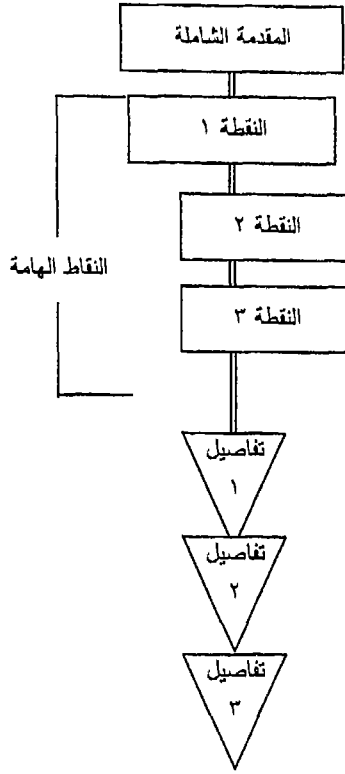 المقدمة الشاملة
النقطة ١
النقطة ٢
النقاط الهامة
النقطة ٣
تفاصيل
١
تفاصيل
٢
تفاصيل
٣